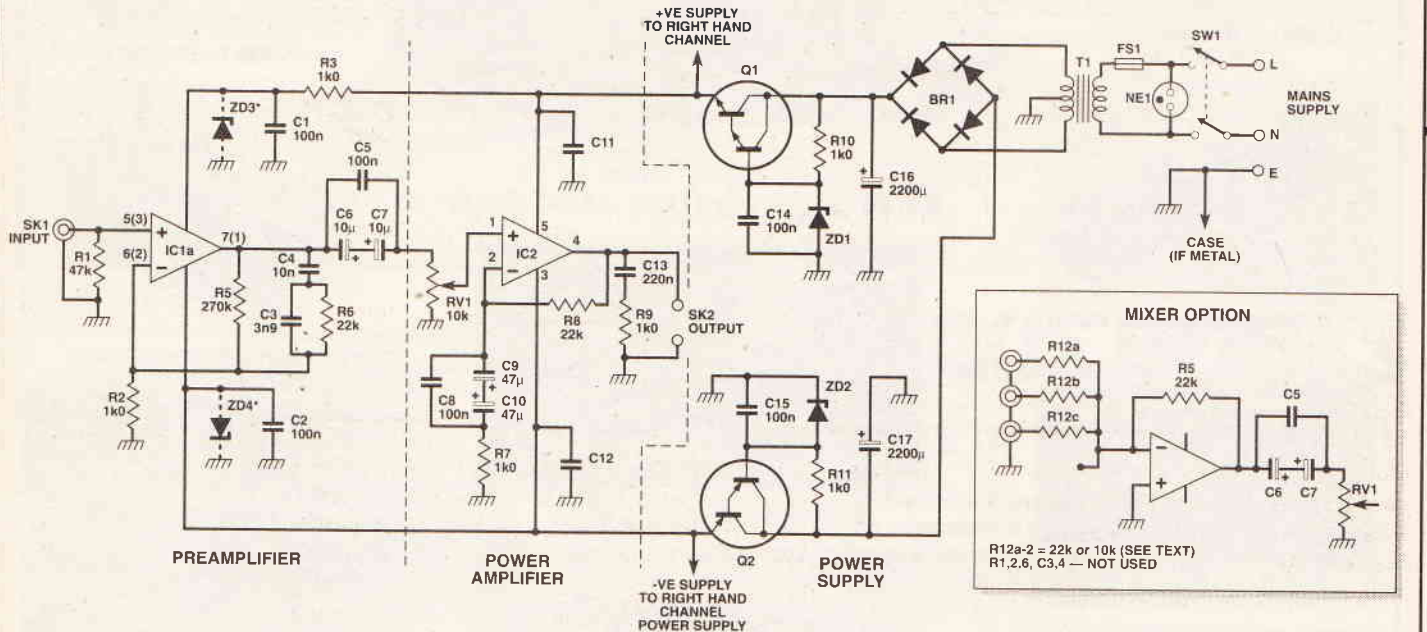 +VE SUPPLY
TO RIGHT HAND
CHANNEL
R3
1k0
ZD3*
C1
100n
C5
100n
C6
10µ
C7
10µ
SK1
INPUT
R1
47k
5(3)
6(2)
+
−
IC1a
7(1)
R5
270k
C4
10n
C3
3n9
R6
22k
R2
1k0
ZD4*
C2
100n
PREAMPLIFIER
C11
RV1
10k
1
2
+
−
IC2
5
4
3
R8
22k
C13
220n
R9
1k0
SK2
OUTPUT
C8
100n
C9
47µ
C10
47µ
R7
1k0
C12
POWER
AMPLIFIER
Q1
R10
1k0
C14
100n
ZD1
C16
2200µ
BR1
T1
FS1
NE1
SW1
L
N
E
MAINS
SUPPLY
CASE
(IF METAL)
C15
100n
ZD2
R11
1k0
C17
2200µ
Q2
POWER
SUPPLY
-VE SUPPLY
TO RIGHT HAND
CHANNEL
POWER SUPPLY
MIXER OPTION
R12a
R12b
R12c
R5
22k
−
+
C5
C6
C7
RV1
R12a-2 = 22k or 10k (SEE TEXT)
R1,2.6, C3,4 — NOT USED